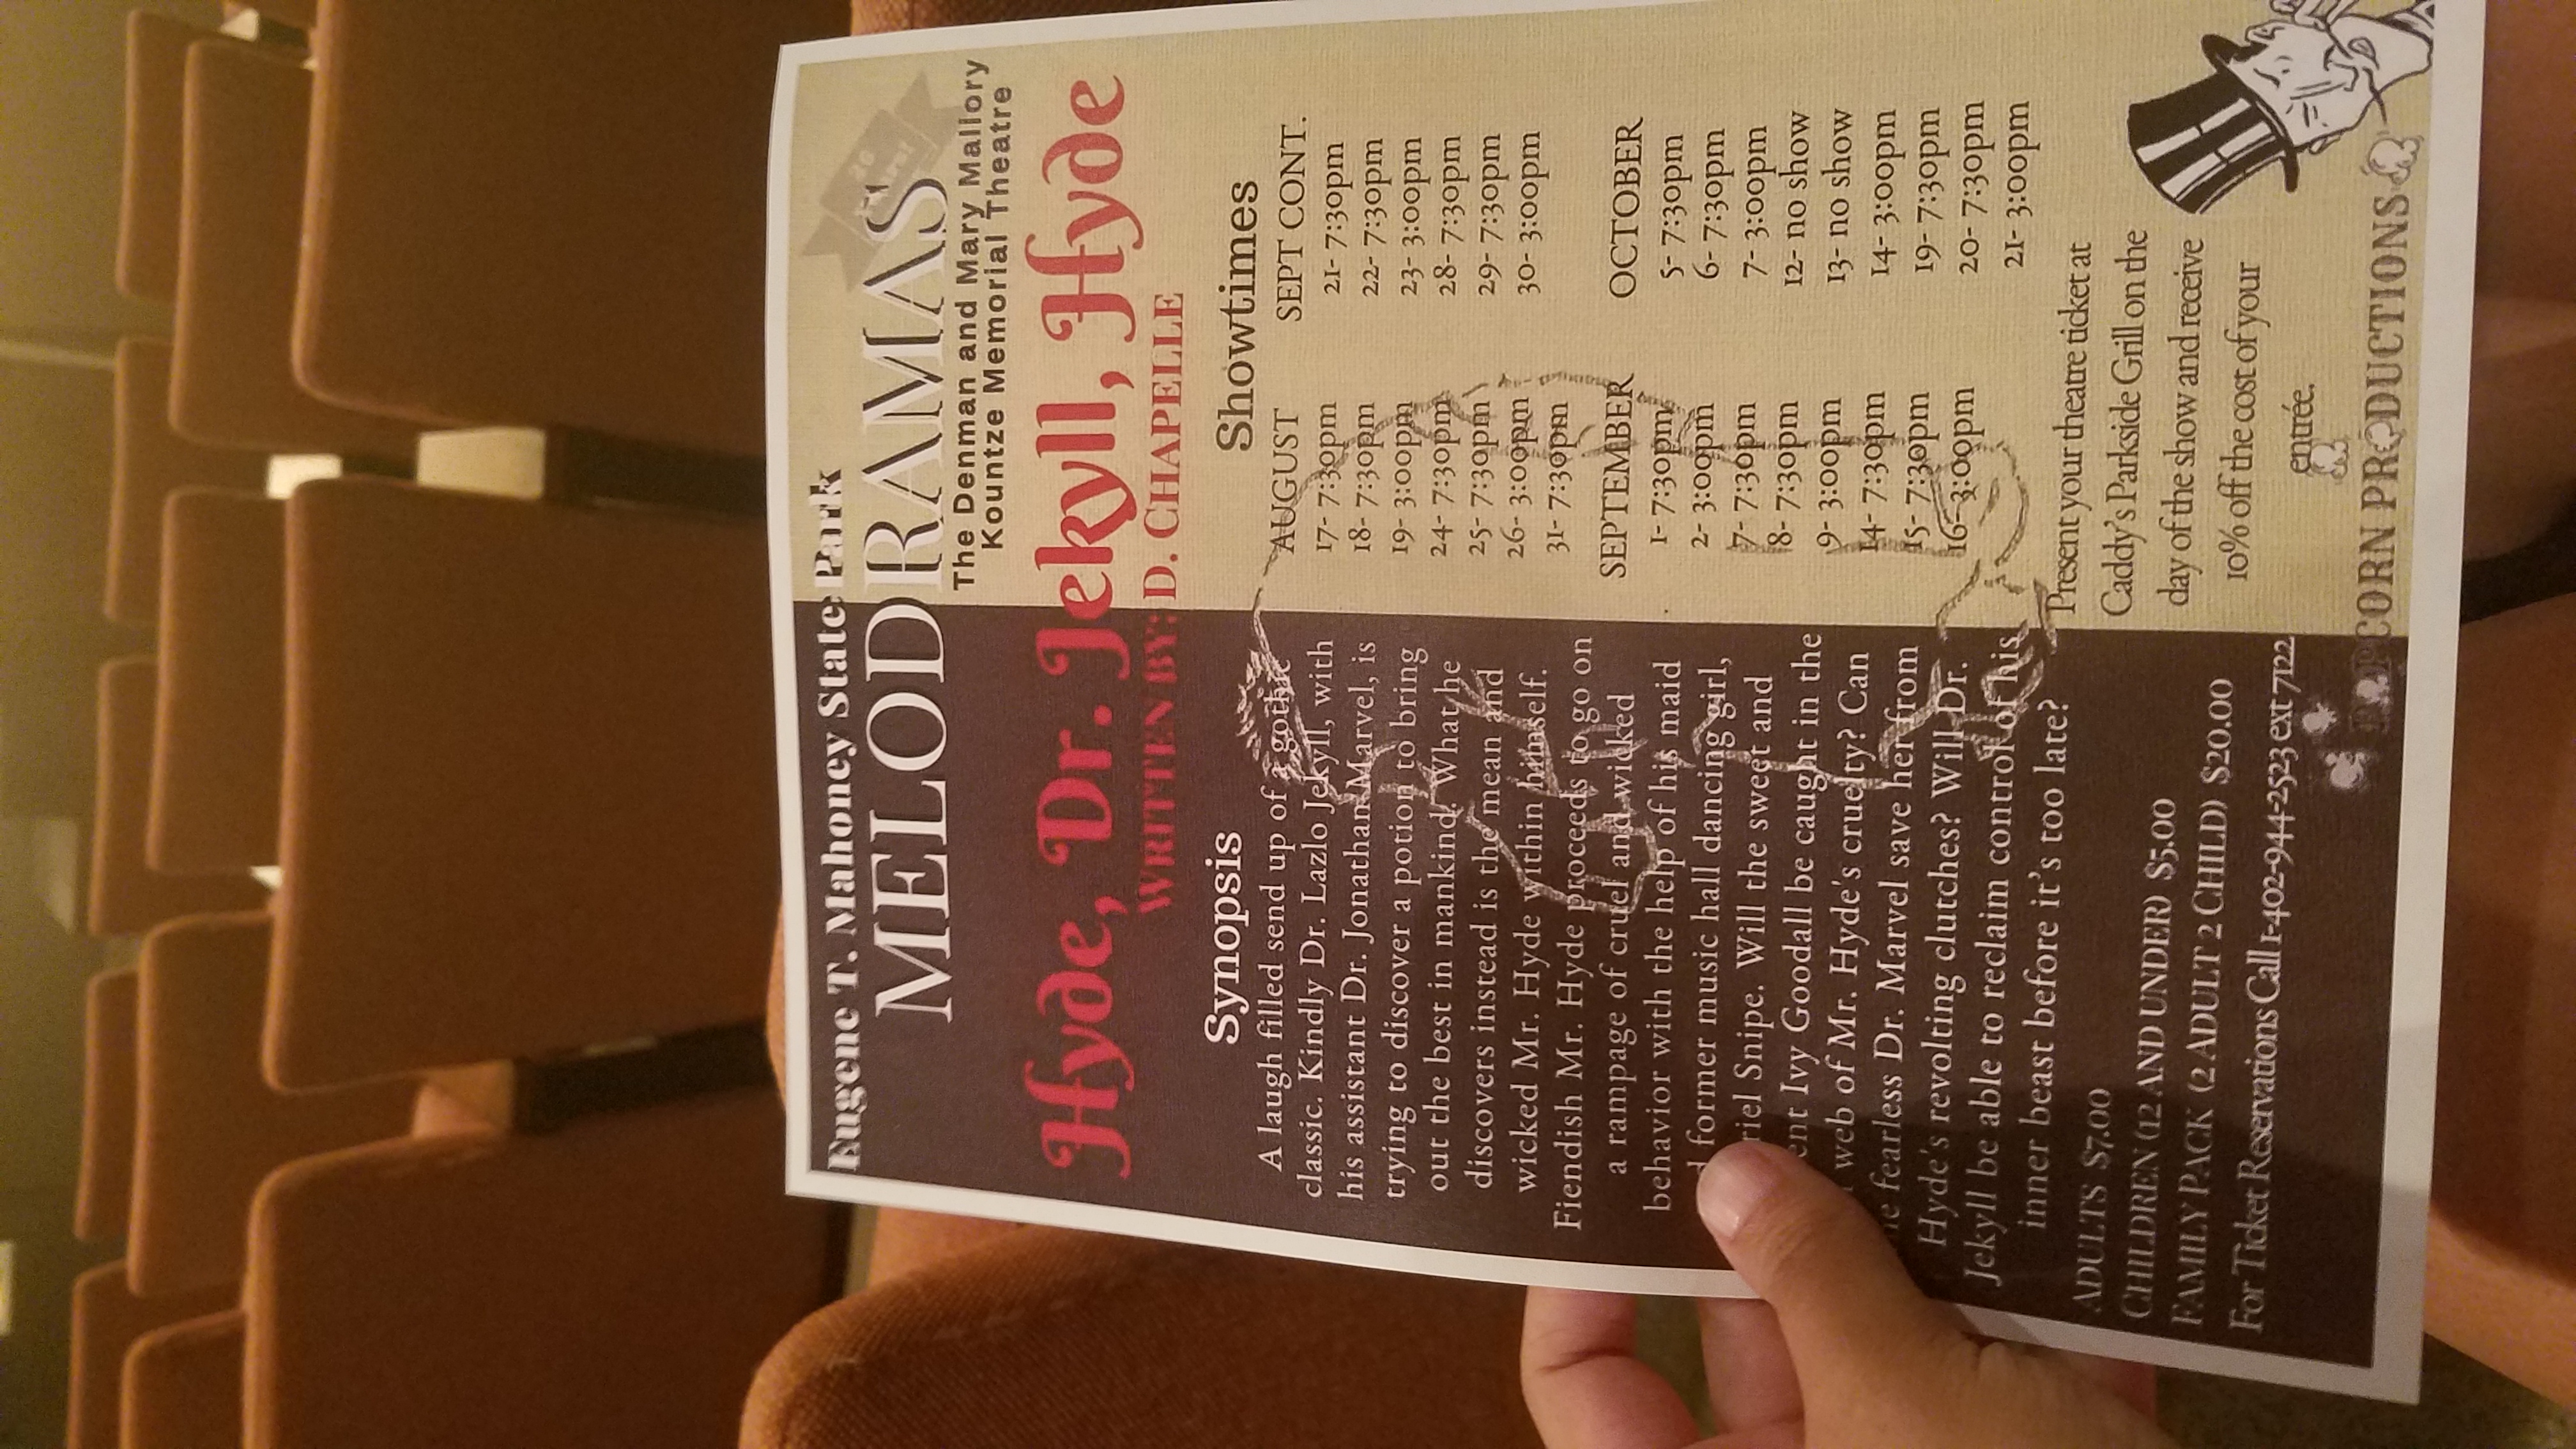 Eugene T. Mahoney State Park
MELODRAMAS
The Denman and Mary Mallory
Kountze Memorial Theatre
Hyde, Dr. Jekyll, Hyde
WRITTEN BY: D. CHAPELLE
Synopsis
A laugh filled send up of a gothic
classic. Kindly Dr. Lazlo Jekyll, with
his assistant Dr. Jonathan Marvel, is
trying to discover a potion to bring
out the best in mankind. What he
discovers instead is the mean and
wicked Mr. Hyde within himself.
Fiendish Mr. Hyde proceeds to go on
a rampage of cruel and wicked
behavior with the help of his maid
former music hall dancing girl,
Snipe. Will the sweet and
Ivy Goodall be caught in the
web of Mr. Hyde's cruelty? Can
fearless Dr. Marvel save her from
Hyde's revolting clutches? Will Dr.
Jekyll be able to reclaim control of his
inner beast before it's too late?
ADULTS $7.00
CHILDREN (12 AND UNDER) $5.00
FAMILY PACK (2 ADULT 2 CHILD) $20.00
For Ticket Reservations Call 1-402-944-2523 ext 7122
Showtimes
AUGUST
17- 7:30pm
18- 7:30pm
19- 3:00pm
24- 7:30pm
25- 7:30pm
26- 3:00pm
31- 7:30pm
SEPTEMBER
1- 7:30pm
2- 3:00pm
7- 7:30pm
8- 7:30pm
9- 3:00pm
14- 7:30pm
15- 7:30pm
16- 3:00pm
SEPT CONT.
21- 7:30pm
22- 7:30pm
23- 3:00pm
28- 7:30pm
29- 7:30pm
30- 3:00pm
OCTOBER
5- 7:30pm
6- 7:30pm
7- 3:00pm
12- no show
13- no show
14- 3:00pm
19- 7:30pm
20- 7:30pm
21- 3:00pm
Present your theatre ticket at
Caddy's Parkside Grill on the
day of the show and receive
10% off the cost of your
entrée.
POPCORN PRODUCTIONS